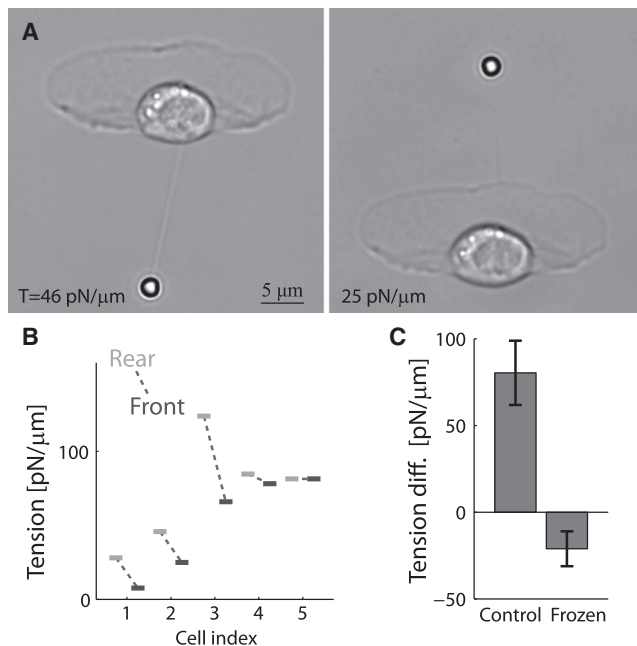 A
T=46 pN/μm
5 μm
25 pN/μm
B
Rear
Front
Tension [pN/μm]
100
0
1 2 3 4 5
Cell index
C
Tension diff. [pN/μm]
100
50
0
−50
Control Frozen